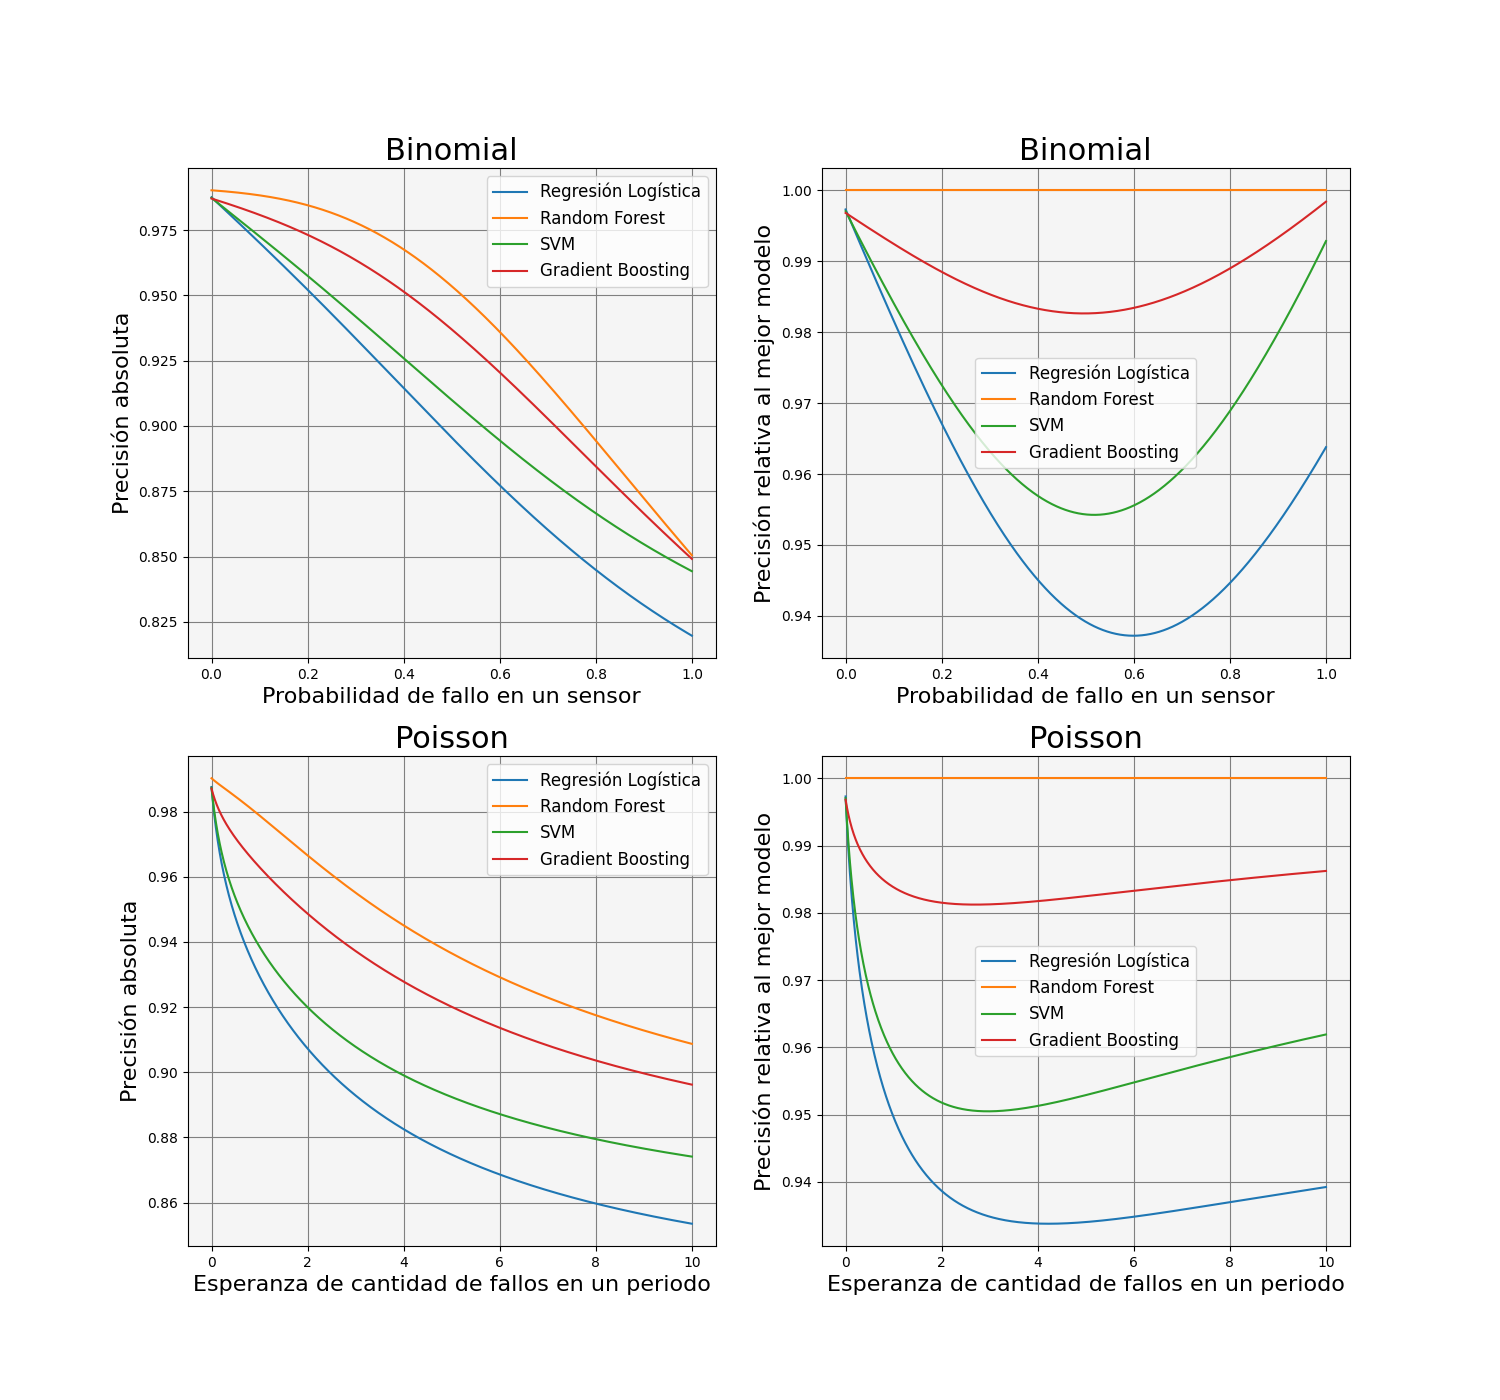 Binomial
Precisión absoluta
0.975
0.950
0.925
0.900
0.875
0.850
0.825
Regresión Logística
Random Forest
SVM
Gradient Boosting
0.0 0.2 0.4 0.6 0.8 1.0
Probabilidad de fallo en un sensor
Binomial
Precisión relativa al mejor modelo
1.00
0.99
0.98
0.97
0.96
0.95
0.94
Regresión Logística
Random Forest
SVM
Gradient Boosting
0.0 0.2 0.4 0.6 0.8 1.0
Probabilidad de fallo en un sensor
Poisson
Precisión absoluta
0.98
0.96
0.94
0.92
0.90
0.88
0.86
Regresión Logística
Random Forest
SVM
Gradient Boosting
0 2 4 6 8 10
Esperanza de cantidad de fallos en un periodo
Poisson
Precisión relativa al mejor modelo
1.00
0.99
0.98
0.97
0.96
0.95
0.94
Regresión Logística
Random Forest
SVM
Gradient Boosting
0 2 4 6 8 10
Esperanza de cantidad de fallos en un periodo